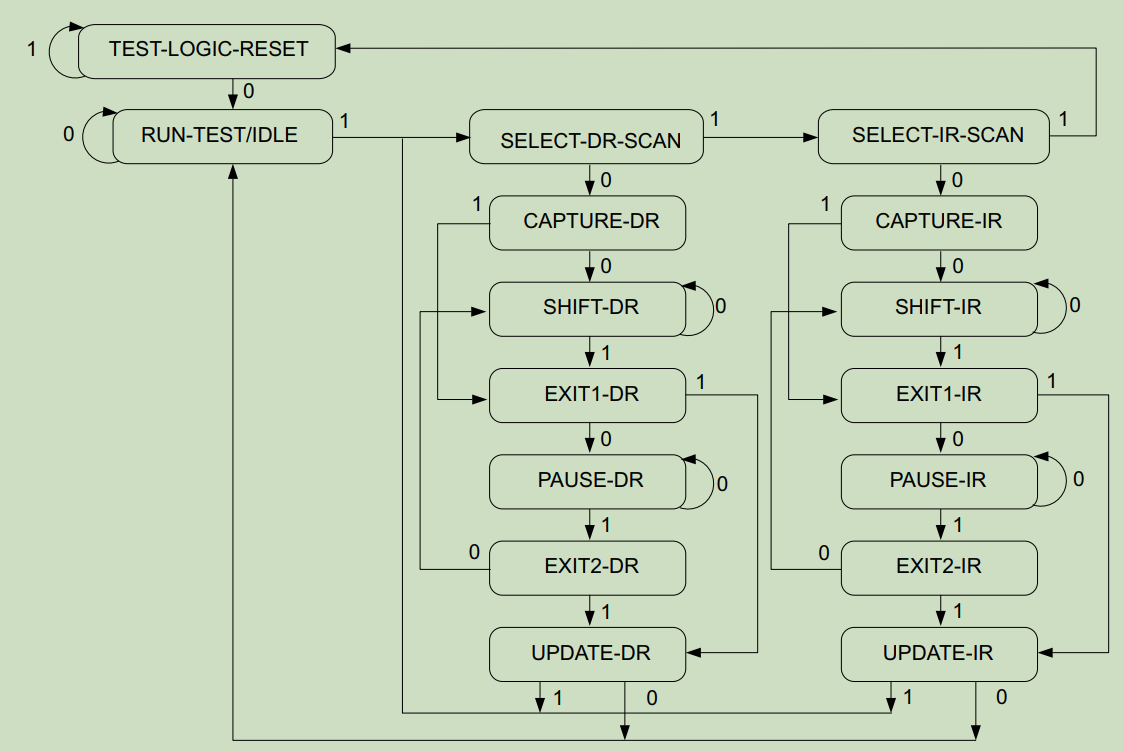 1
TEST-LOGIC-RESET
0
0
RUN-TEST/IDLE
1
SELECT-DR-SCAN
1
SELECT-IR-SCAN
1
0
0
1
CAPTURE-DR
1
CAPTURE-IR
0
0
SHIFT-DR
0
SHIFT-IR
0
1
1
EXIT1-DR
1
EXIT1-IR
1
0
0
PAUSE-DR
0
PAUSE-IR
0
1
1
0
EXIT2-DR
0
EXIT2-IR
1
1
UPDATE-DR
UPDATE-IR
1
0
1
0